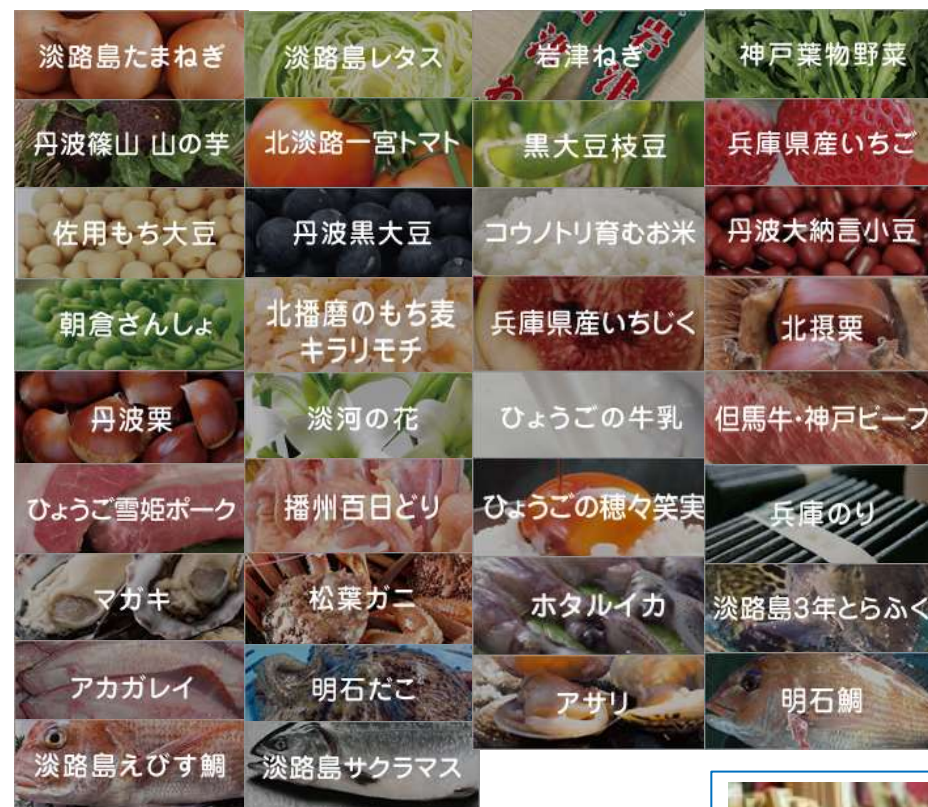 淡路島たまねぎ
淡路島レタス
岩津ねぎ
神戸葉物野菜
丹波篠山 山の芋
北淡路一宮トマト
黒大豆枝豆
兵庫県産いちご
佐用もち大豆
丹波黒大豆
コウノトリ育むお米
丹波大納言小豆
朝倉さんしょ
北播磨のもち麦
キラリモチ
兵庫県産いちじく
北摂栗
丹波栗
淡河の花
ひょうごの牛乳
但馬牛・神戸ビーフ
ひょうご雪姫ポーク
播州百日どり
ひょうごの穂々笑実
兵庫のり
マガキ
松葉ガニ
ホタルイカ
淡路島3年とらふく
アカガレイ
明石だこ
アサリ
明石鯛
淡路島えびす鯛
淡路島サクラマス